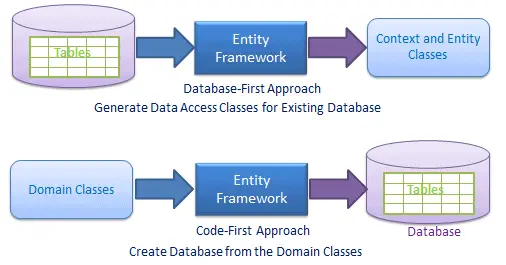 Tables
Entity
Framework
Context and Entity
Classes
Database-First Approach
Generate Data Access Classes for Existing Database
Domain Classes
Entity
Framework
Tables
Database
Code-First Approach
Create Database from the Domain Classes